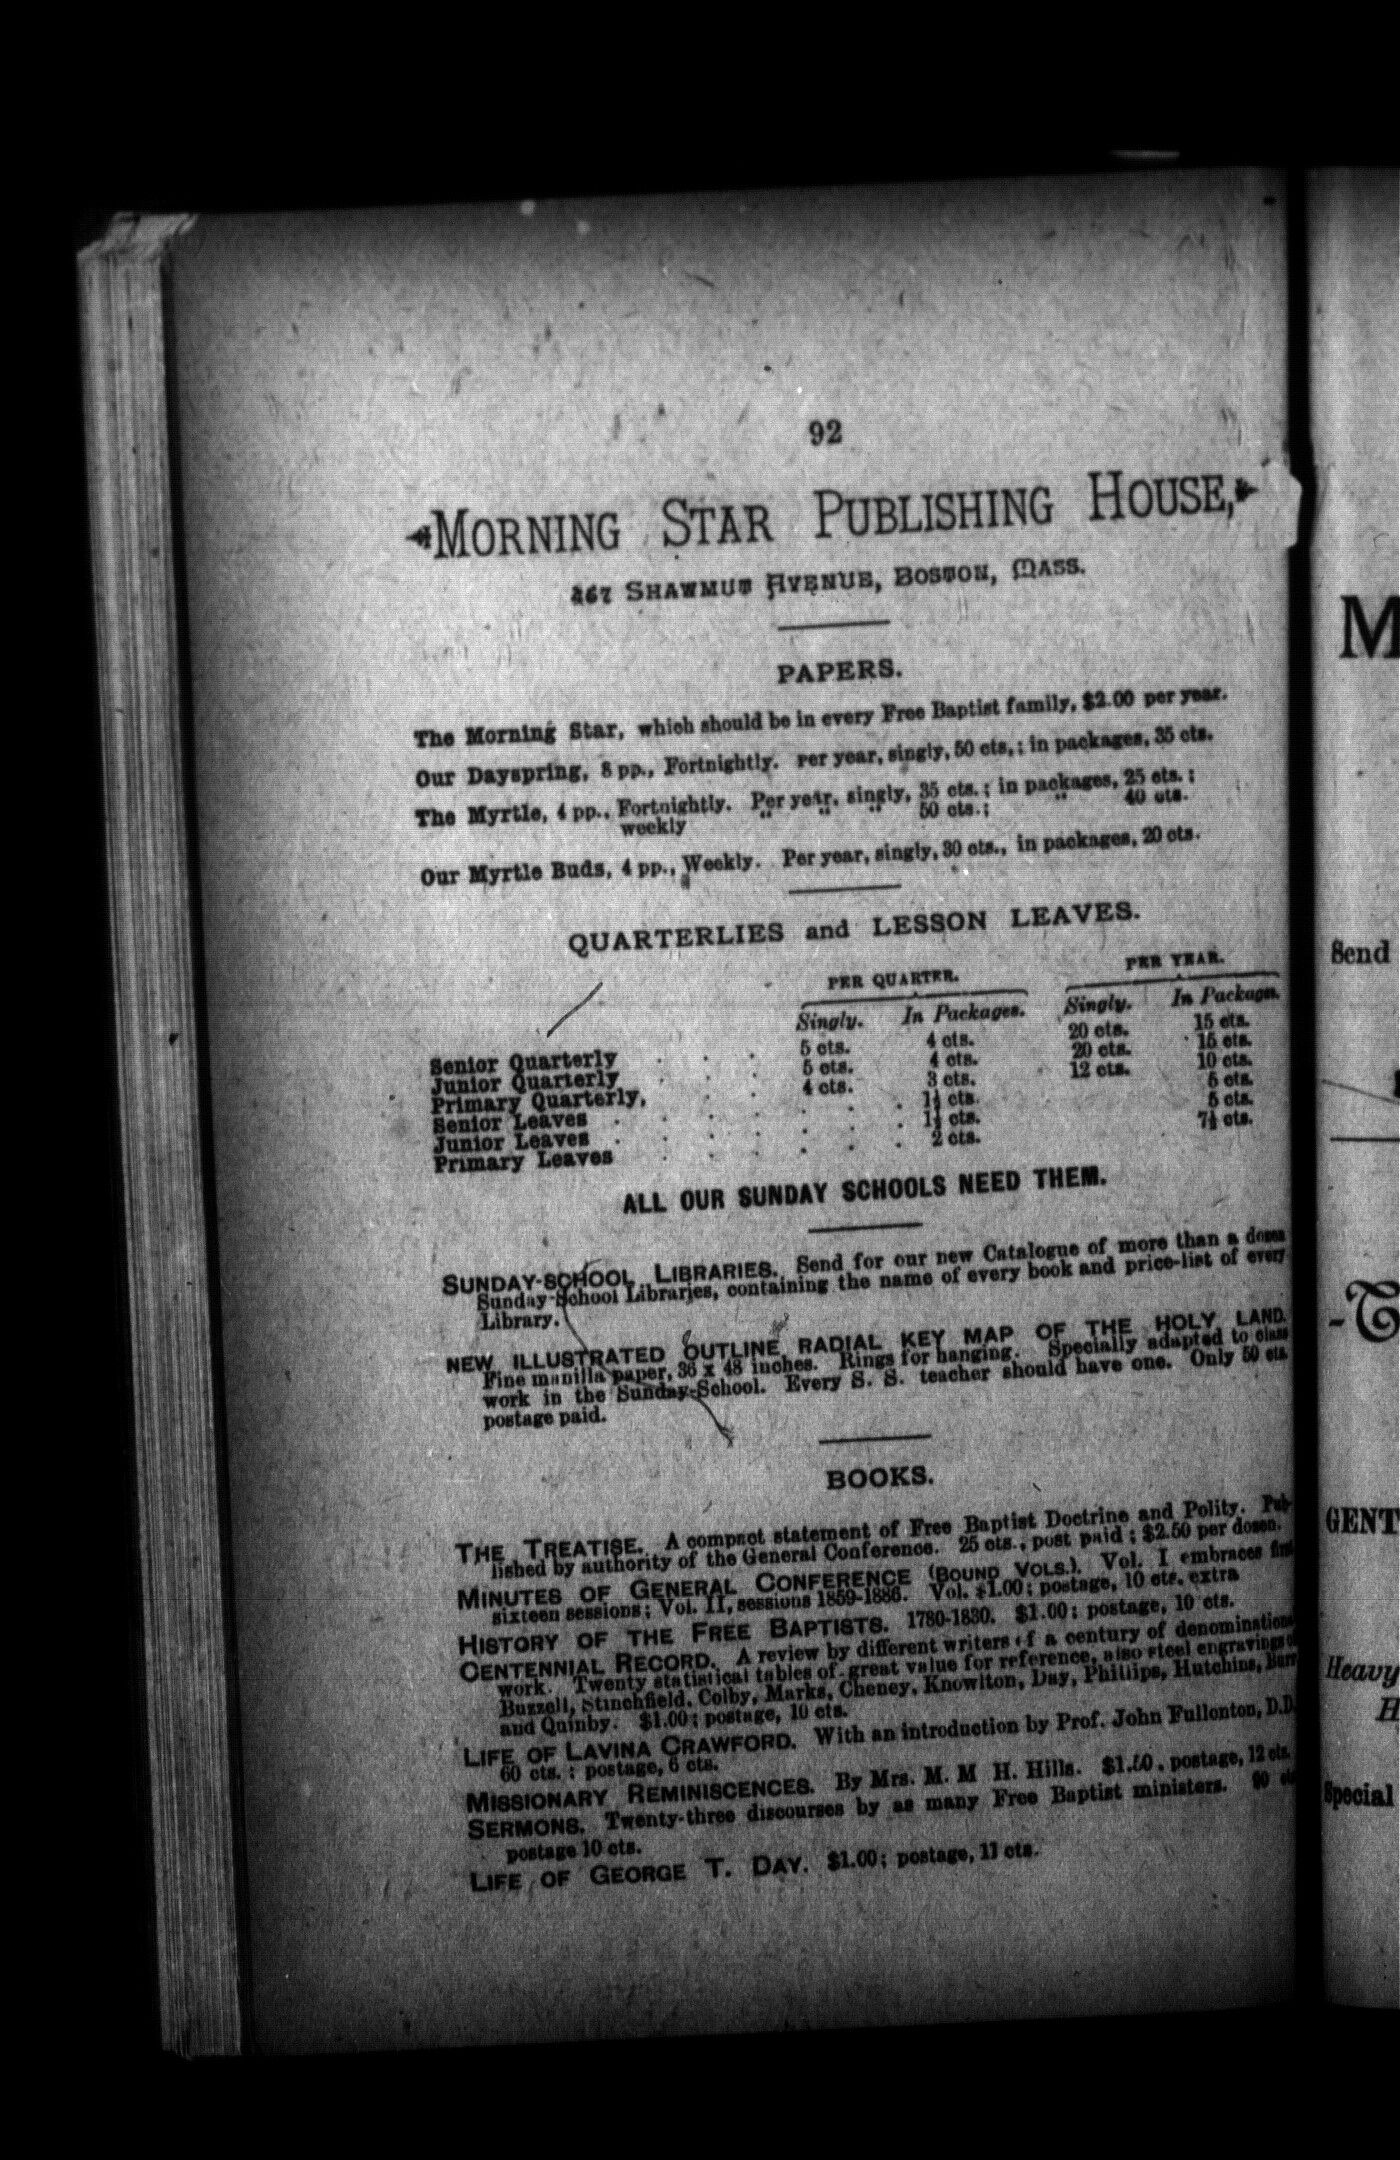 92
MORNING STAR PUBLISHING HOUSE,
467 SHAWMUT AVENUE, BOSTON, MASS.
PAPERS.
The Morning Star, which should be in every Free Baptist family, $2.00 per year.
Our Dayspring, 8 pp., Fortnightly. Per year, singly, 50 cts.; in packages, 35 cts.
The Myrtle, 4 pp., Fortnightly. Per year, singly, 35 cts.; in packages, 25 cts.;
weekly " " " 50 cts.; " 40 cts.
Our Myrtle Buds, 4 pp., Weekly. Per year, singly, 30 cts., in packages, 20 cts.
QUARTERLIES and LESSON LEAVES.
PER QUARTER. PER YEAR.
Singly. In Packages. Singly. In Packages.
Senior Quarterly . . . 5 cts. 4 cts. 20 cts. 15 cts.
Junior Quarterly . . . 5 cts. 4 cts. 20 cts. 15 cts.
Primary Quarterly, . . 4 cts. 3 cts. 12 cts. 10 cts.
Senior Leaves . . . . . . . 1½ cts. 5 cts.
Junior Leaves . . . . . . . 1½ cts. 5 cts.
Primary Leaves . . . . . . 2 cts. 7½ cts.
ALL OUR SUNDAY SCHOOLS NEED THEM.
SUNDAY-SCHOOL LIBRARIES. Send for our new Catalogue of more than a dozen
Sunday-School Libraries, containing the name of every book and price-list of every
Library.
NEW ILLUSTRATED OUTLINE RADIAL KEY MAP OF THE HOLY LAND.
Fine manilla paper, 36 x 48 inches. Rings for hanging. Specially adapted to class
work in the Sunday-School. Every S. S. teacher should have one. Only 50 cts.
postage paid.
BOOKS.
THE TREATISE. A compact statement of Free Baptist Doctrine and Polity. Pub-
lished by authority of the General Conference. 25 cts., post paid; $2.50 per dozen.
MINUTES OF GENERAL CONFERENCE (BOUND VOLS.). Vol. I embraces first
sixteen sessions; Vol. II, sessions 1859-1886. Vol. $1.00; postage, 10 cts. extra
HISTORY OF THE FREE BAPTISTS. 1780-1830. $1.00; postage, 10 cts.
CENTENNIAL RECORD. A review by different writers of a century of denominational
work. Twenty statistical tables of great value for reference, also steel engravings of
Buzzell, Stinchfield, Colby, Marks, Cheney, Knowlton, Day, Phillips, Hutchins, Burr
and Quinby. $1.00; postage, 10 cts.
LIFE OF LAVINA CRAWFORD. With an introduction by Prof. John Fullonton, D.D.
60 cts.; postage, 6 cts.
MISSIONARY REMINISCENCES. By Mrs. M. M. H. Hills. $1.50. postage, 12 cts.
SERMONS. Twenty-three discourses by as many Free Baptist ministers. 90 cts
postage 10 cts.
LIFE OF GEORGE T. DAY. $1.00; postage, 11 cts.
M
Send
GENT
Heavy
H
Special